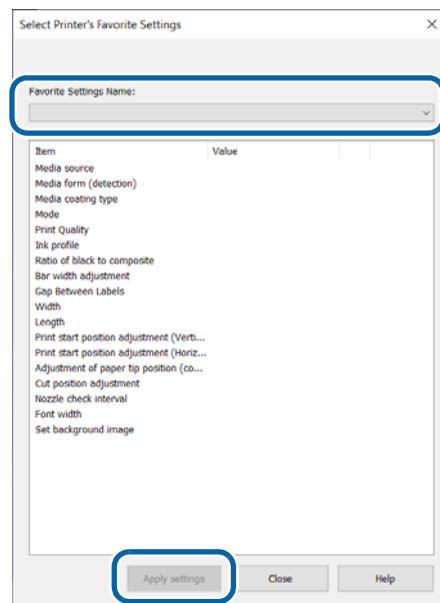 Select Printer's Favorite Settings
Favorite Settings Name:
Item Value
Media source
Media form (detection)
Media coating type
Mode
Print Quality
Ink profile
Ratio of black to composite
Bar width adjustment
Gap Between Labels
Width
Length
Print start position adjustment (Verti...
Print start position adjustment (Horiz...
Adjustment of paper tip position (co...
Cut position adjustment
Nozzle check interval
Font width
Set background image
Apply settings Close Help